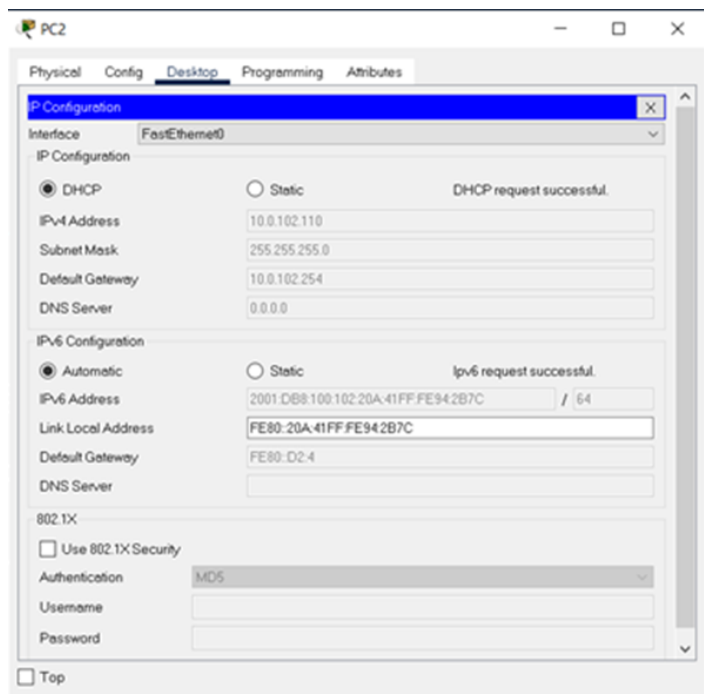 PC2
Physical Config Desktop Programming Attributes
IP Configuration X
Interface FastEthernet0
IP Configuration
DHCP Static DHCP request successful.
IPv4 Address 10.0.102.110
Subnet Mask 255.255.255.0
Default Gateway 10.0.102.254
DNS Server 0.0.0.0
IPv6 Configuration
Automatic Static Ipv6 request successful.
IPv6 Address 2001:DB8:100:102:20A:41FF:FE94:2B7C / 64
Link Local Address FE80::20A:41FF:FE94:2B7C
Default Gateway FE80::D2:4
DNS Server
802.1X
Use 802.1X Security
Authentication MD5
Username
Password
Top